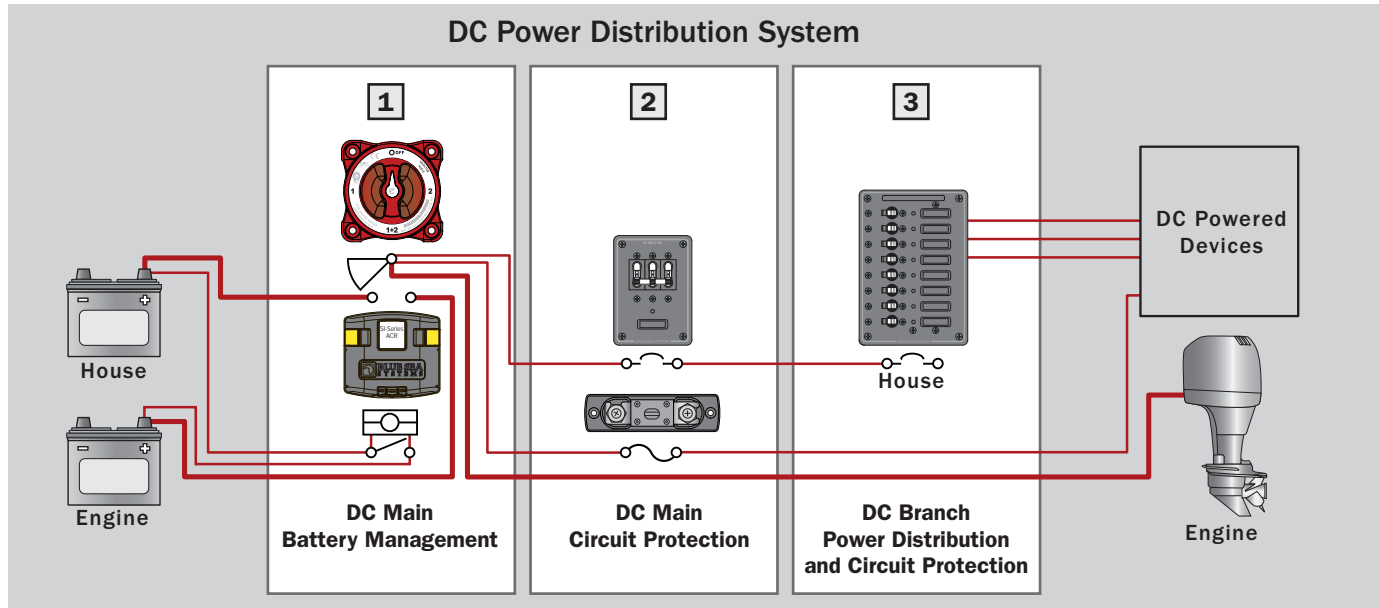 DC Power Distribution System
1
2
3
OFF
1
2
1+2
SI-Series
ACR
BLUE SEA
SYSTEMS
House
Engine
House
DC Powered
Devices
Engine
DC Main
Battery Management
DC Main
Circuit Protection
DC Branch
Power Distribution
and Circuit Protection